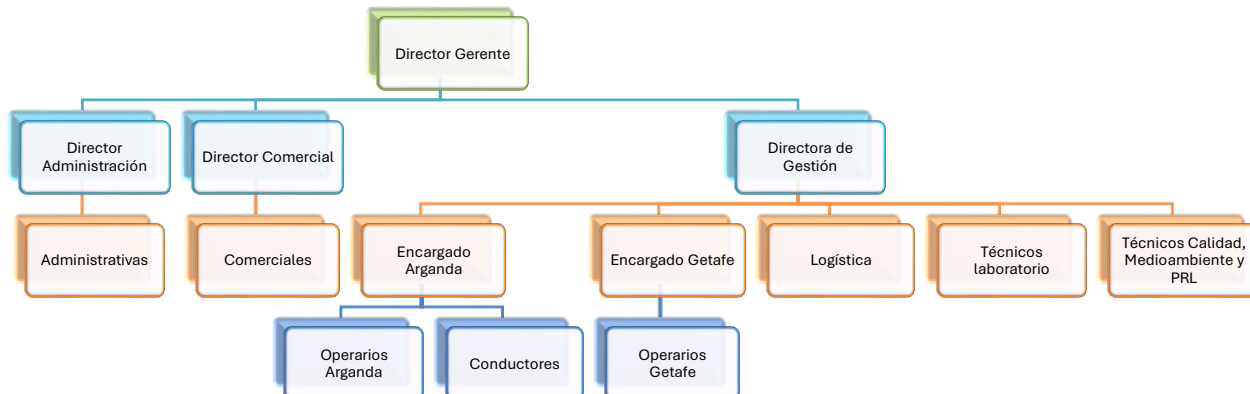 Director Gerente
Director
Administración
Director Comercial
Directora de
Gestión
Administrativas
Comerciales
Encargado
Arganda
Encargado Getafe
Logística
Técnicos
laboratorio
Técnicos Calidad,
Medioambiente y
PRL
Operarios
Arganda
Conductores
Operarios
Getafe